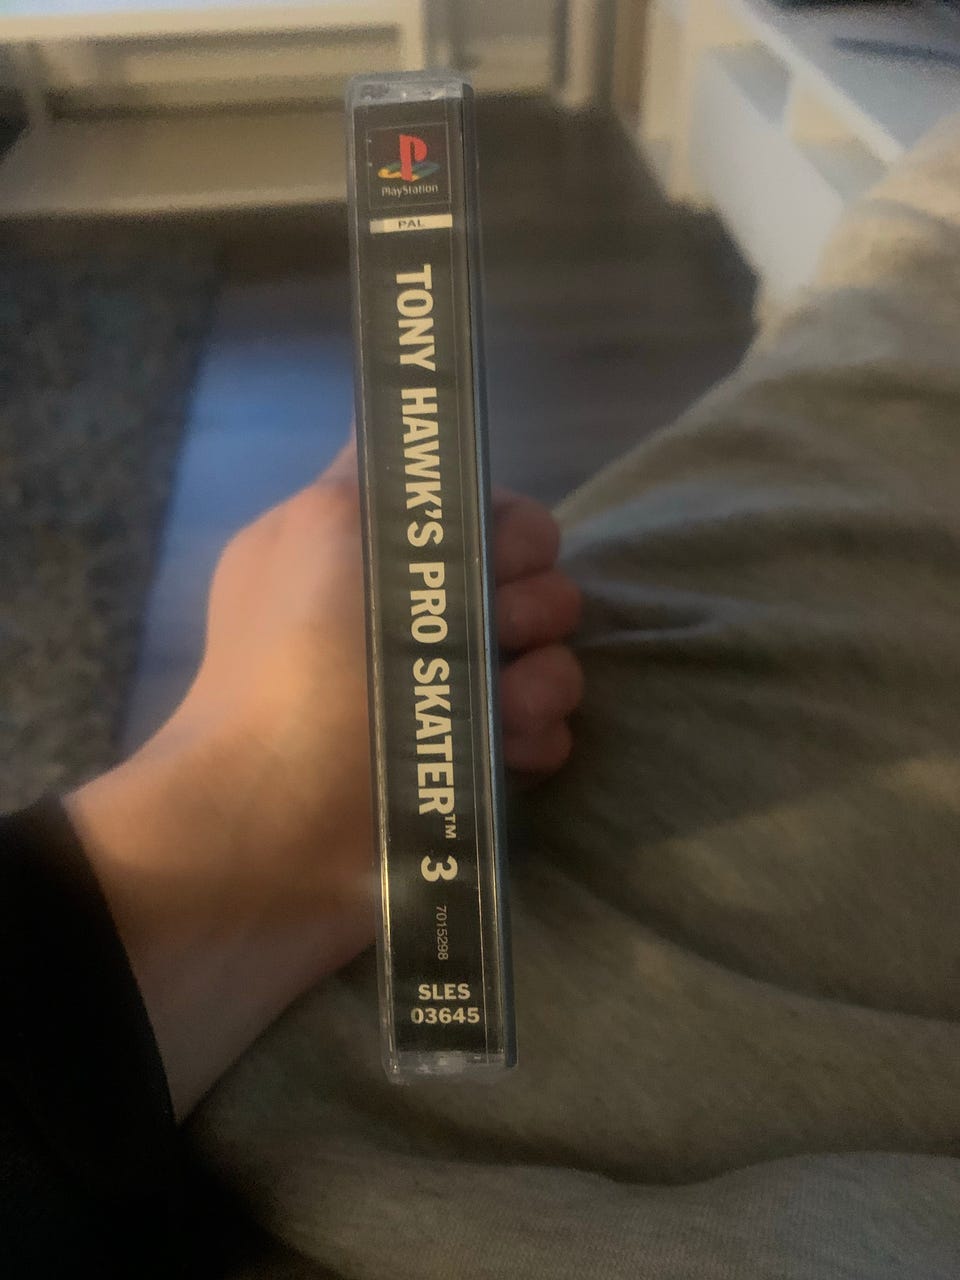 PlayStation
PAL
TONY HAWK'S PRO SKATER™ 3
7015298
SLES
03645